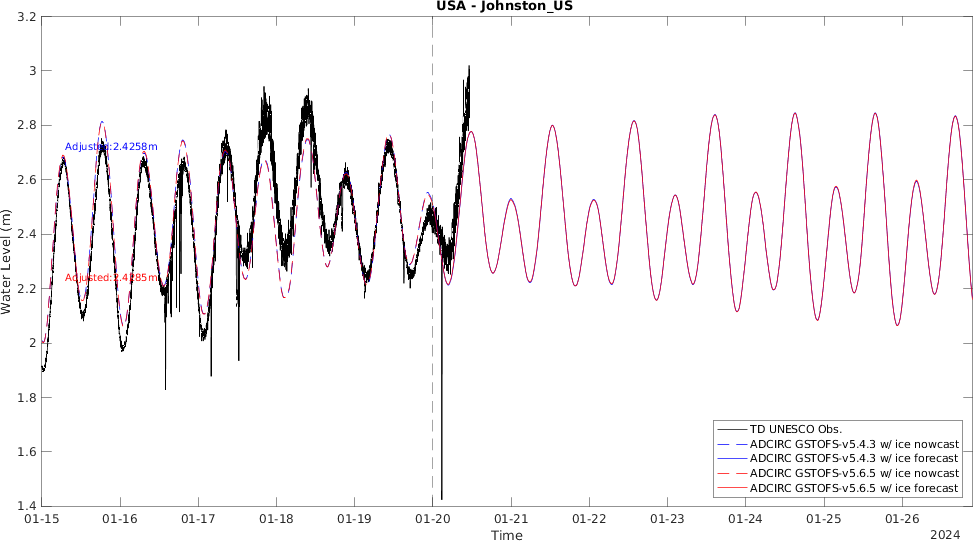 USA - Johnston_US
3.2
3
2.8
2.6
2.4
2.2
2
1.8
1.6
1.4
Water Level (m)
Adjusted:2.4258m
TD UNESCO Obs.
ADCIRC GSTOFS-v5.4.3 w/ ice nowcast
ADCIRC GSTOFS-v5.4.3 w/ ice forecast
ADCIRC GSTOFS-v5.6.5 w/ ice nowcast
ADCIRC GSTOFS-v5.6.5 w/ ice forecast
01-15 01-16 01-17 01-18 01-19 01-20 01-21 01-22 01-23 01-24 01-25 01-26
Time
2024